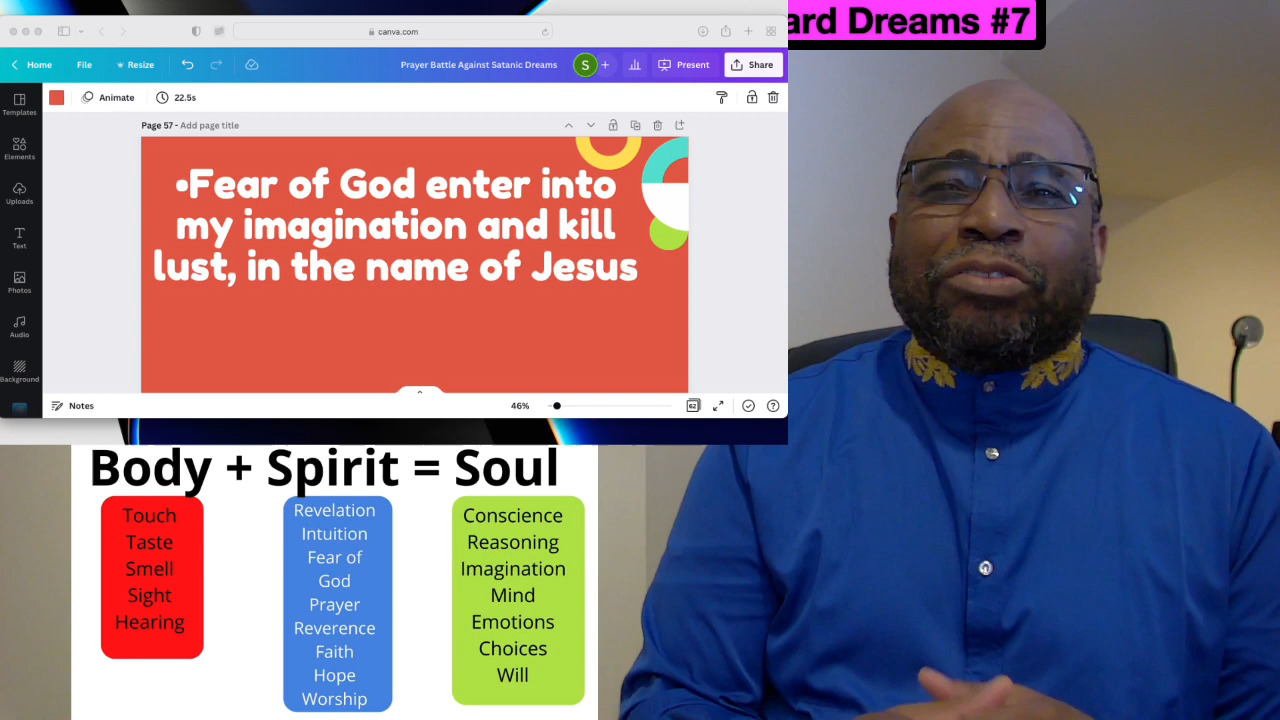 ard Dreams #7
canva.com
Home
File
Resize
Prayer Battle Against Satanic Dreams
S
+
Present
Share
Animate
22.5s
Page 57 - Add page title
Templates
Elements
Uploads
T
Text
Photos
Audio
Background
•Fear of God enter into
my imagination and kill
lust, in the name of Jesus
Notes
46%
62
?
Body + Spirit = Soul
Touch
Taste
Smell
Sight
Hearing
Revelation
Intuition
Fear of
God
Prayer
Reverence
Faith
Hope
Worship
Conscience
Reasoning
Imagination
Mind
Emotions
Choices
Will